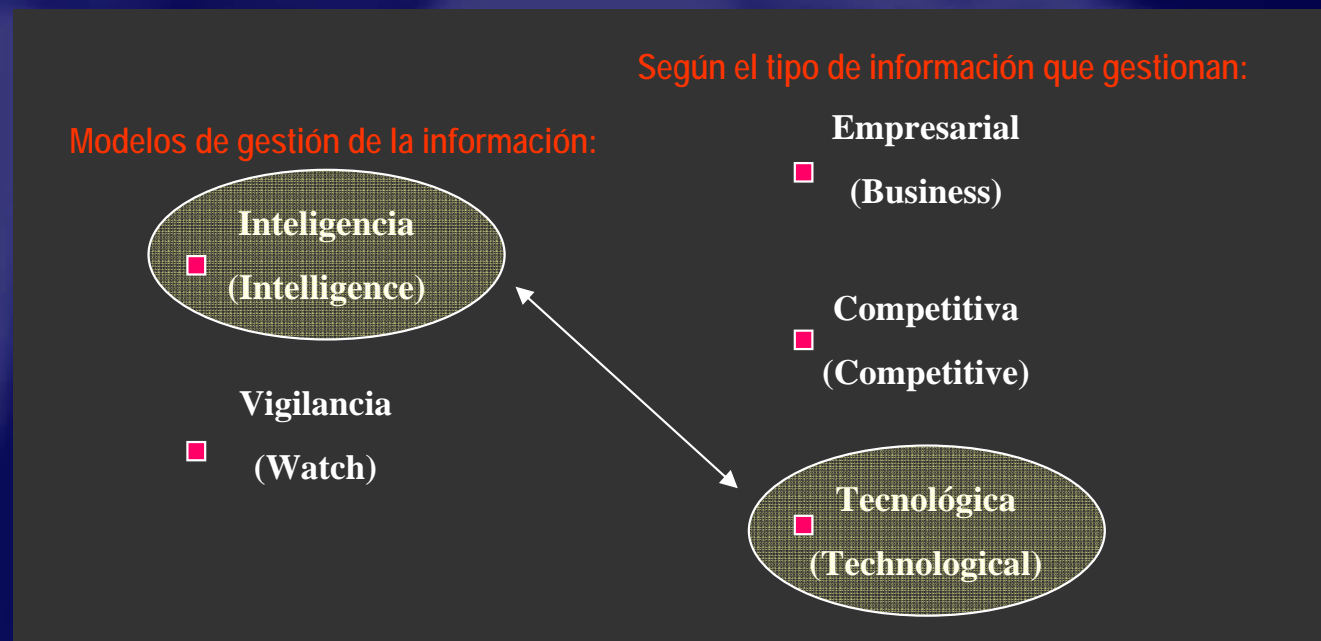 Modelos de gestión de la información:
Inteligencia
(Intelligence)
Vigilancia
(Watch)
Según el tipo de información que gestionan:
Empresarial
(Business)
Competitiva
(Competitive)
Tecnológica
(Technological)